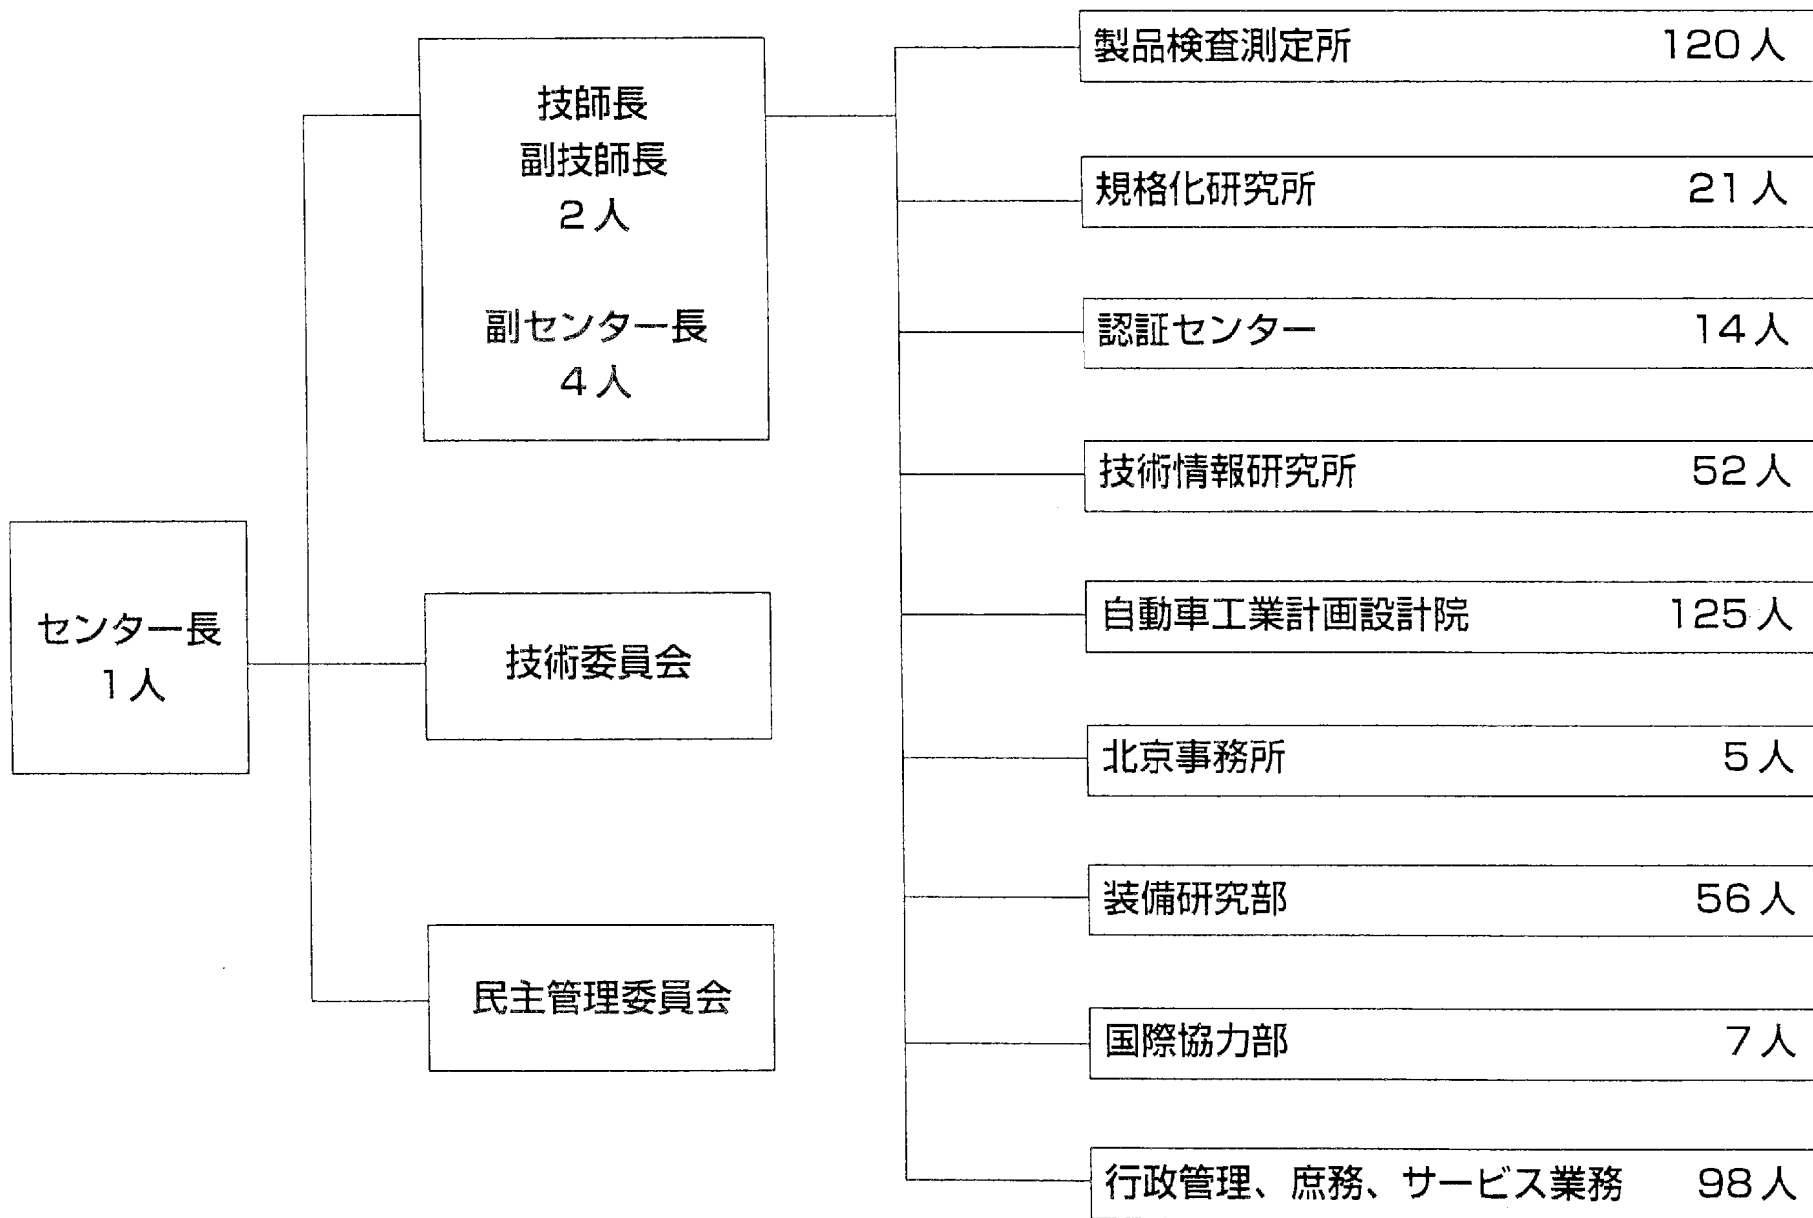 センター長
1人
技師長
副技師長
2人
副センター長
4人
技術委員会
民主管理委員会
製品検査測定所 120人
規格化研究所 21人
認証センター 14人
技術情報研究所 52人
自動車工業計画設計院 125人
北京事務所 5人
装備研究部 56人
国際協力部 7人
行政管理、庶務、サービス業務 98人